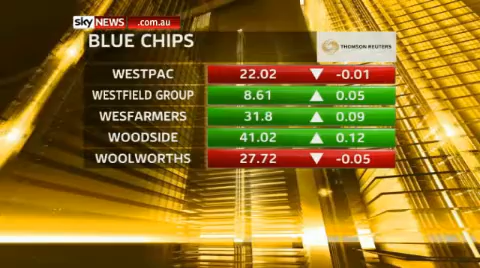 sky NEWS .com.au
BLUE CHIPS
THOMSON REUTERS
WESTPAC 22.02 ▼ -0.01
WESTFIELD GROUP 8.61 ▲ 0.05
WESFARMERS 31.8 ▲ 0.09
WOODSIDE 41.02 ▲ 0.12
WOOLWORTHS 27.72 ▼ -0.05